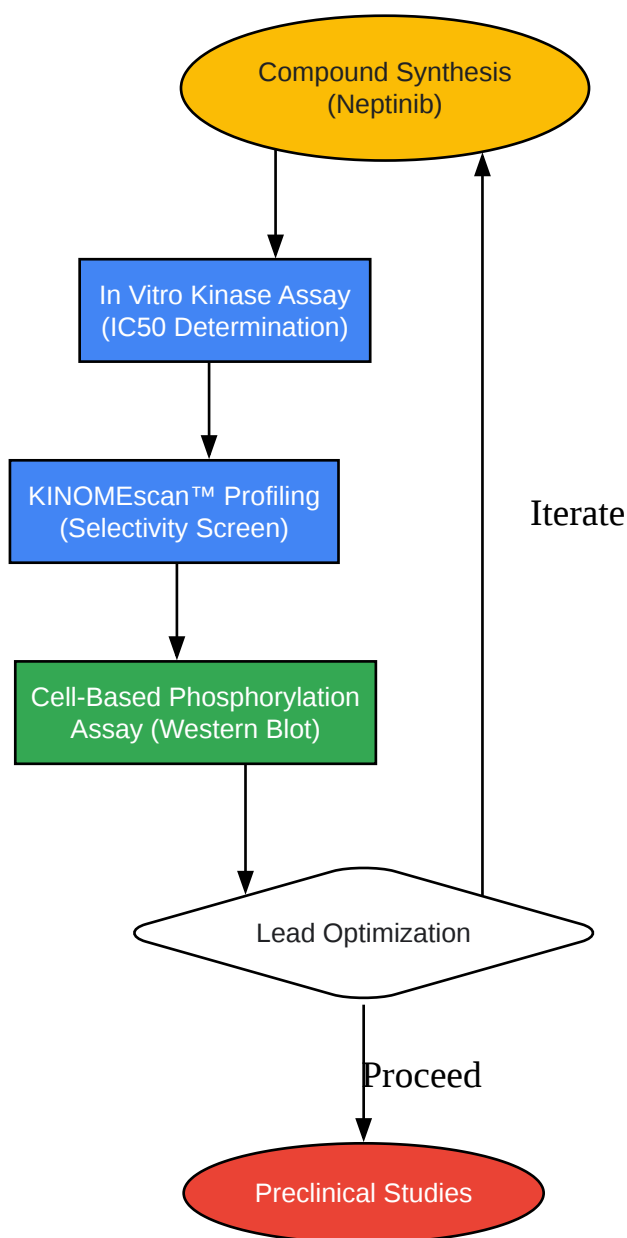 Compound Synthesis
(Neptinib)
In Vitro Kinase Assay
(IC50 Determination)
KINOMEscan™ Profiling
(Selectivity Screen)
Iterate
Cell-Based Phosphorylation
Assay (Western Blot)
Lead Optimization
Proceed
Preclinical Studies